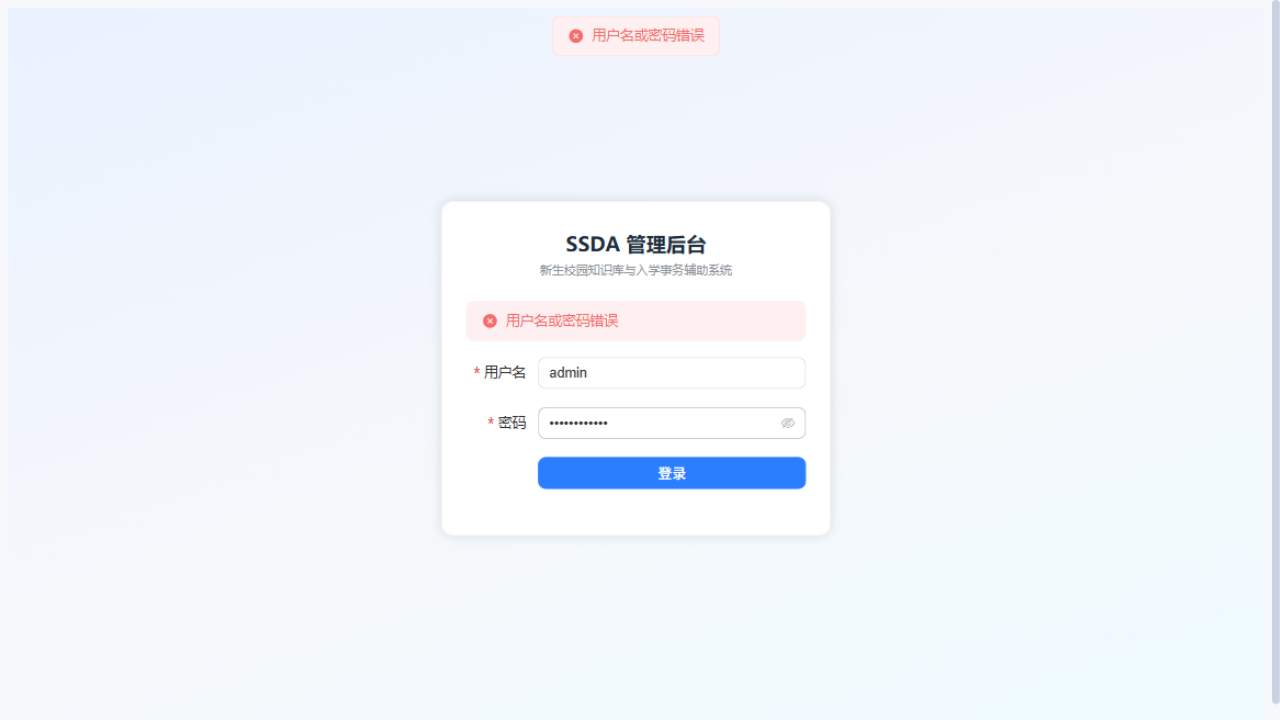 用户名或密码错误
SSDA 管理后台
新生校园知识库与入学事务辅助系统
用户名或密码错误
* 用户名 admin
* 密码 ••••••••••••
登录